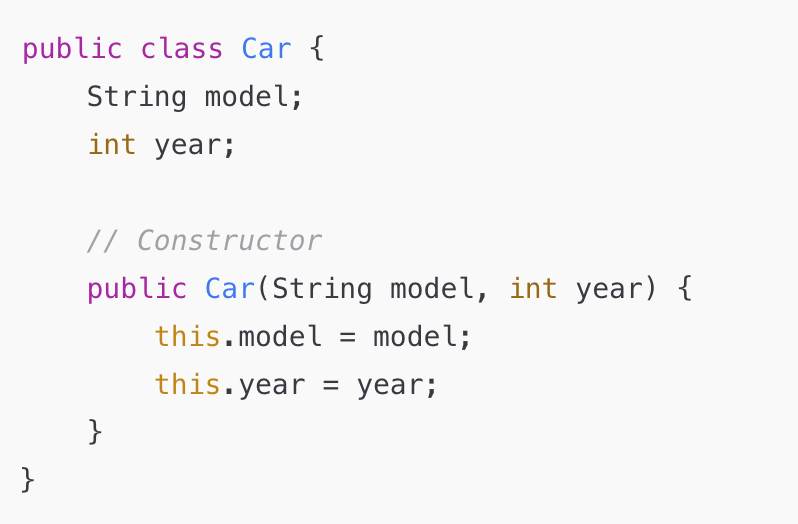 public class Car {
    String model;
    int year;

    // Constructor
    public Car(String model, int year) {
        this.model = model;
        this.year = year;
    }
}